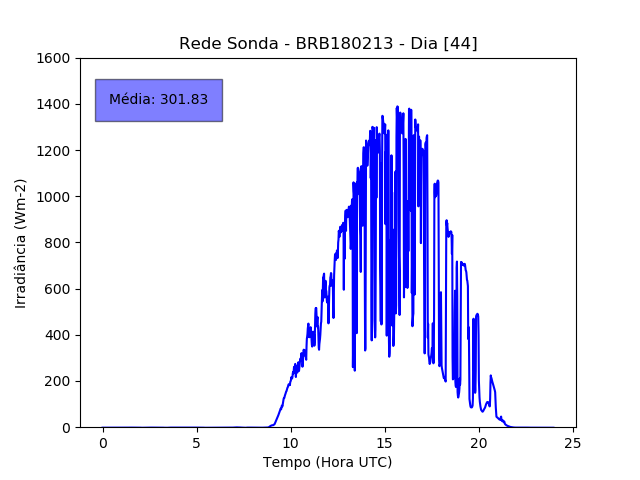 Rede Sonda - BRB180213 - Dia [44]
1600
1400
1200
1000
800
600
400
200
0
Média: 301.83
Irradiância (Wm-2)
0 5 10 15 20 25
Tempo (Hora UTC)